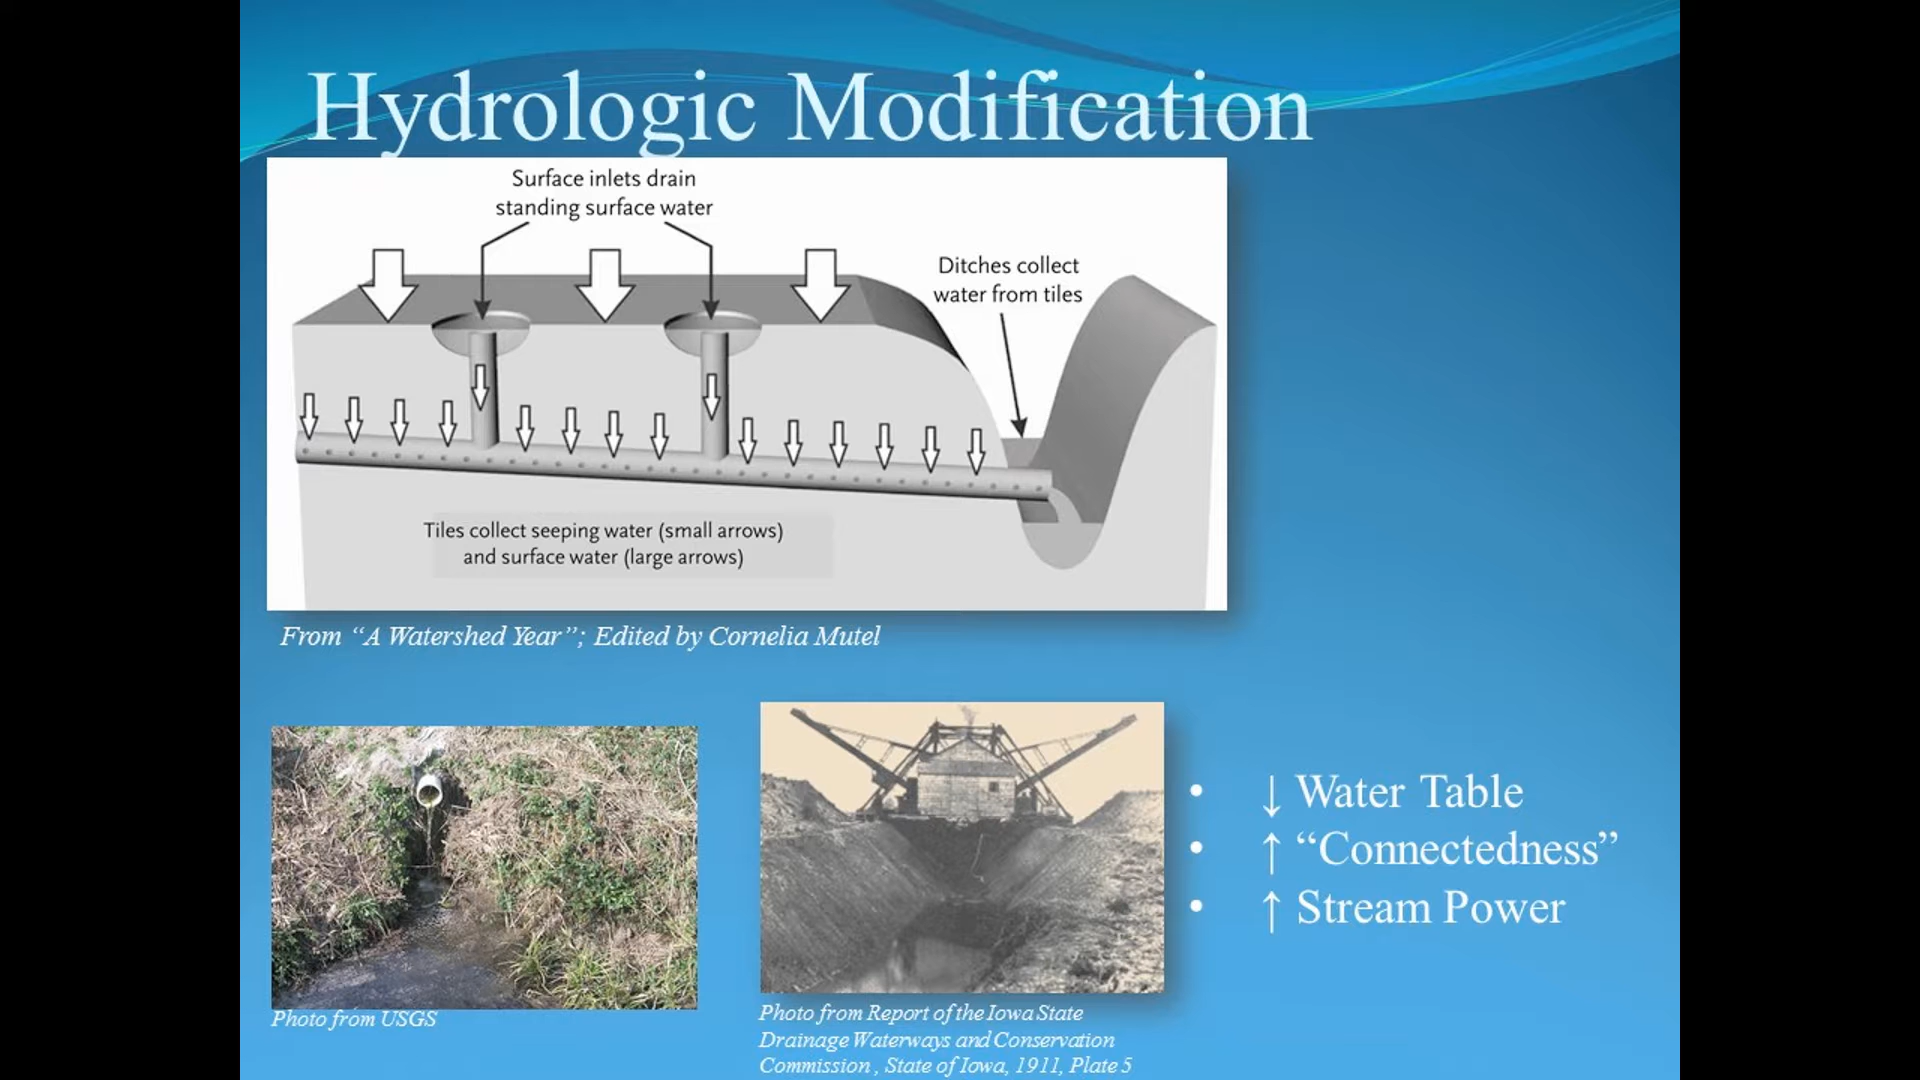 Hydrologic Modification
Surface inlets drain
standing surface water
Ditches collect
water from tiles
Tiles collect seeping water (small arrows)
and surface water (large arrows)
From “A Watershed Year”; Edited by Cornelia Mutel
• ↓ Water Table
• ↑ “Connectedness”
• ↑ Stream Power
Photo from USGS
Photo from Report of the Iowa State
Drainage Waterways and Conservation
Commission , State of Iowa, 1911, Plate 5